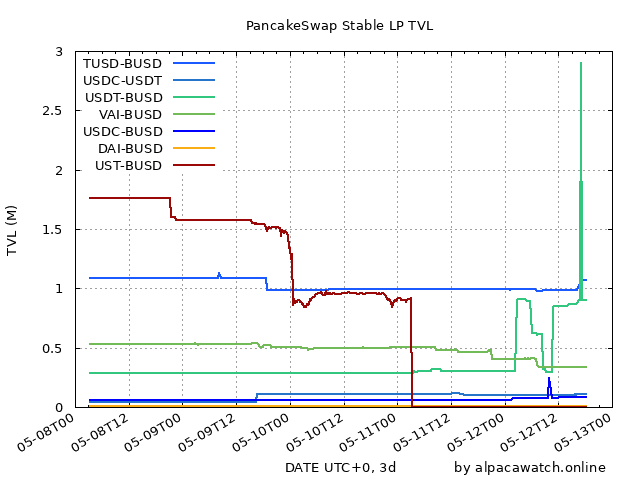 PancakeSwap Stable LP TVL
3
2.5
2
1.5
1
0.5
0
TVL (M)
TUSD-BUSD
USDC-USDT
USDT-BUSD
VAI-BUSD
USDC-BUSD
DAI-BUSD
UST-BUSD
05-08T00
05-08T12
05-09T00
05-09T12
05-10T00
05-10T12
05-11T00
05-11T12
05-12T00
05-12T12
05-13T00
DATE UTC+0, 3d
by alpacawatch.online